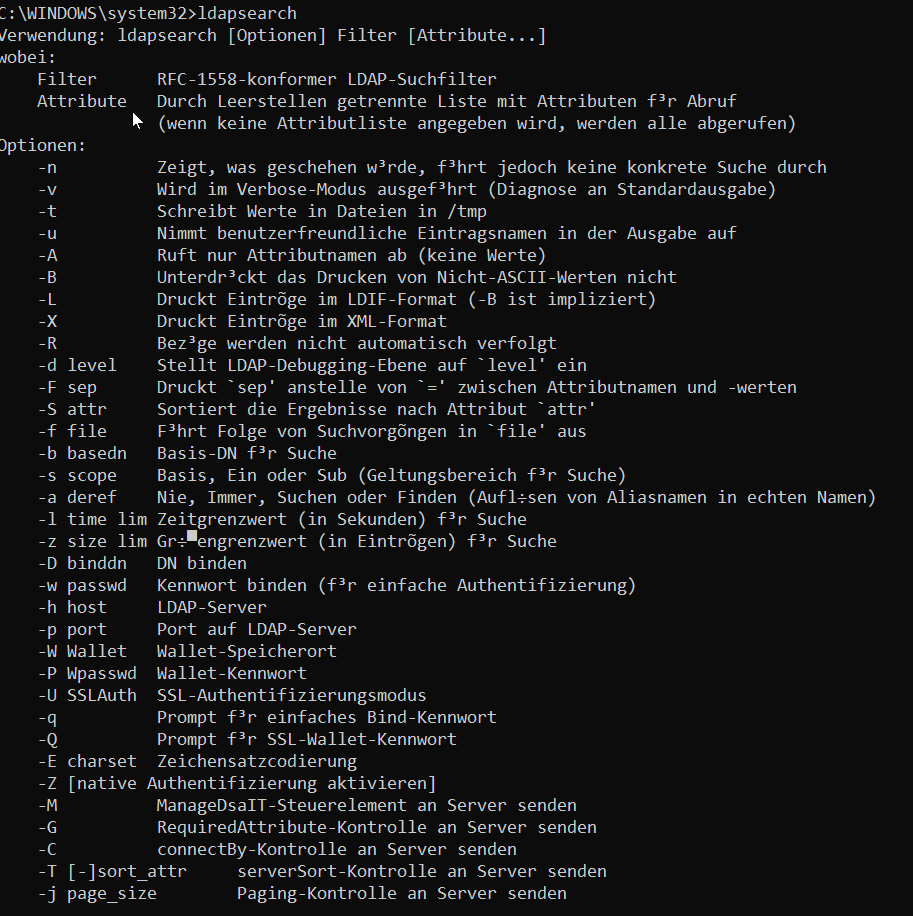 C:\WINDOWS\system32>ldapsearch
Verwendung: ldapsearch [Optionen] Filter [Attribute...]
wobei:
    Filter      RFC-1558-konformer LDAP-Suchfilter
    Attribute   Durch Leerstellen getrennte Liste mit Attributen f³r Abruf
                (wenn keine Attributliste angegeben wird, werden alle abgerufen)
Optionen:
    -n          Zeigt, was geschehen w³rde, f³hrt jedoch keine konkrete Suche durch
    -v          Wird im Verbose-Modus ausgef³hrt (Diagnose an Standardausgabe)
    -t          Schreibt Werte in Dateien in /tmp
    -u          Nimmt benutzerfreundliche Eintragsnamen in der Ausgabe auf
    -A          Ruft nur Attributnamen ab (keine Werte)
    -B          Unterdr³ckt das Drucken von Nicht-ASCII-Werten nicht
    -L          Druckt Eintrõge im LDIF-Format (-B ist impliziert)
    -X          Druckt Eintrõge im XML-Format
    -R          Bez³ge werden nicht automatisch verfolgt
    -d level    Stellt LDAP-Debugging-Ebene auf `level' ein
    -F sep      Druckt `sep' anstelle von `=' zwischen Attributnamen und -werten
    -S attr     Sortiert die Ergebnisse nach Attribut `attr'
    -f file     F³hrt Folge von Suchvorgõngen in `file' aus
    -b basedn   Basis-DN f³r Suche
    -s scope    Basis, Ein oder Sub (Geltungsbereich f³r Suche)
    -a deref    Nie, Immer, Suchen oder Finden (Aufl÷sen von Aliasnamen in echten Namen)
    -l time lim Zeitgrenzwert (in Sekunden) f³r Suche
    -z size lim Gr÷▀engrenzwert (in Eintrõgen) f³r Suche
    -D binddn   DN binden
    -w passwd   Kennwort binden (f³r einfache Authentifizierung)
    -h host     LDAP-Server
    -p port     Port auf LDAP-Server
    -W Wallet   Wallet-Speicherort
    -P Wpasswd  Wallet-Kennwort
    -U SSLAuth  SSL-Authentifizierungsmodus
    -q          Prompt f³r einfaches Bind-Kennwort
    -Q          Prompt f³r SSL-Wallet-Kennwort
    -E charset  Zeichensatzcodierung
    -Z [native Authentifizierung aktivieren]
    -M          ManageDsaIT-Steuerelement an Server senden
    -G          RequiredAttribute-Kontrolle an Server senden
    -C          connectBy-Kontrolle an Server senden
    -T [-]sort_attr     serverSort-Kontrolle an Server senden
    -j page_size        Paging-Kontrolle an Server senden